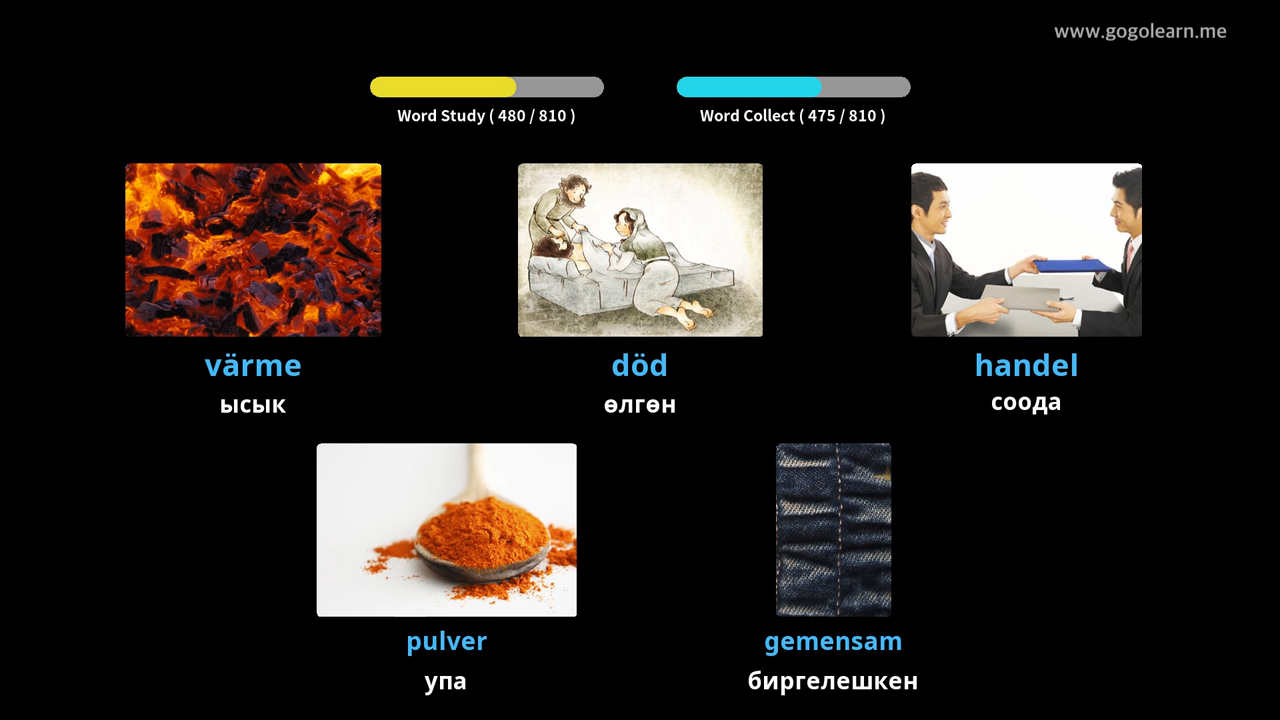 www.gogolearn.me
Word Study ( 480 / 810 )
Word Collect ( 475 / 810 )
värme
död
handel
ысык
өлгөн
соода
pulver
gemensam
упа
биргелешкен